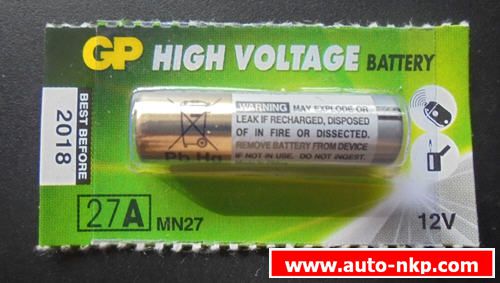 GP HIGH VOLTAGE BATTERY
BEST BEFORE
2018
WARNING MAY EXPLODE OR
LEAK IF RECHARGED, DISPOSED
OF IN FIRE OR DISSECTED.
REMOVE BATTERY FROM DEVICE
IF NOT IN USE. DO NOT INGEST.
Pb Hg
27A MN27
12V
www.auto-nkp.com